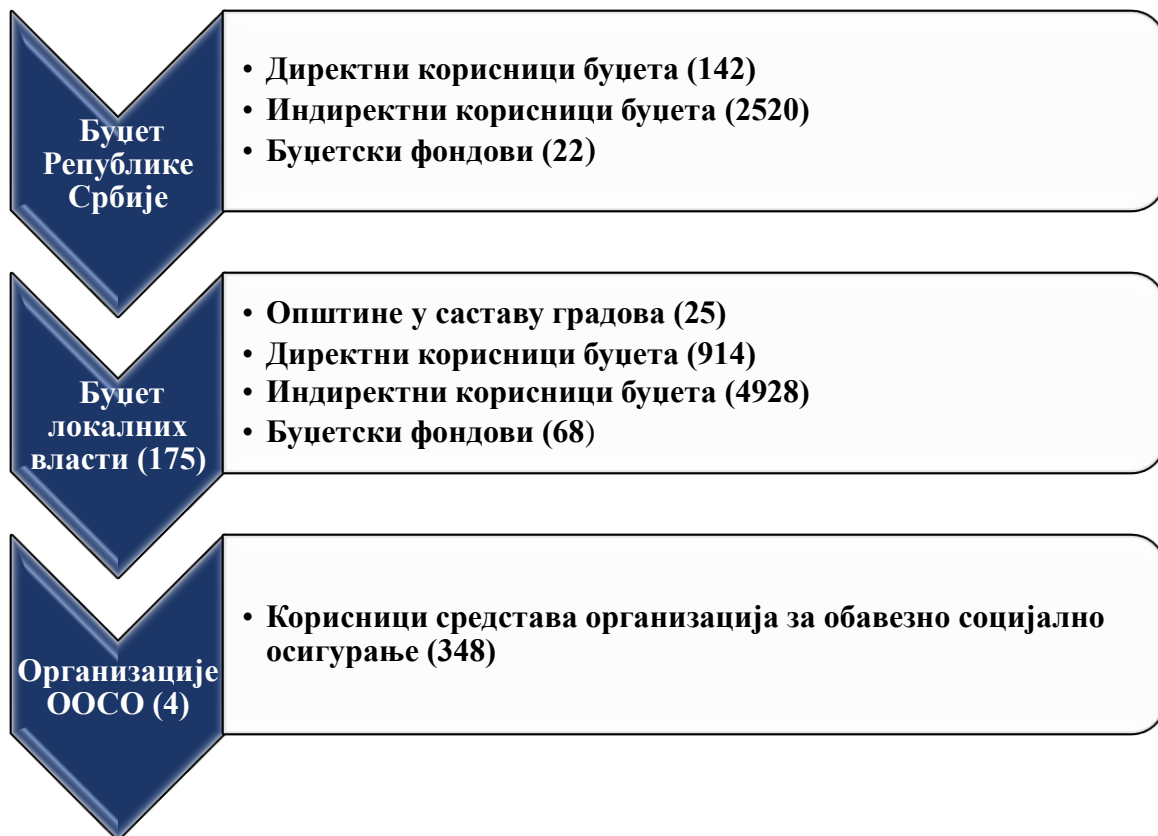 Буџет
Републике
Србије
• Директни корисници буџета (142)
• Индиректни корисници буџета (2520)
• Буџетски фондови (22)
Буџет
локалних
власти (175)
• Општине у саставу градова (25)
• Директни корисници буџета (914)
• Индиректни корисници буџета (4928)
• Буџетски фондови (68)
Организације
ООСО (4)
• Корисници средстава организација за обавезно социјално
осигурање (348)